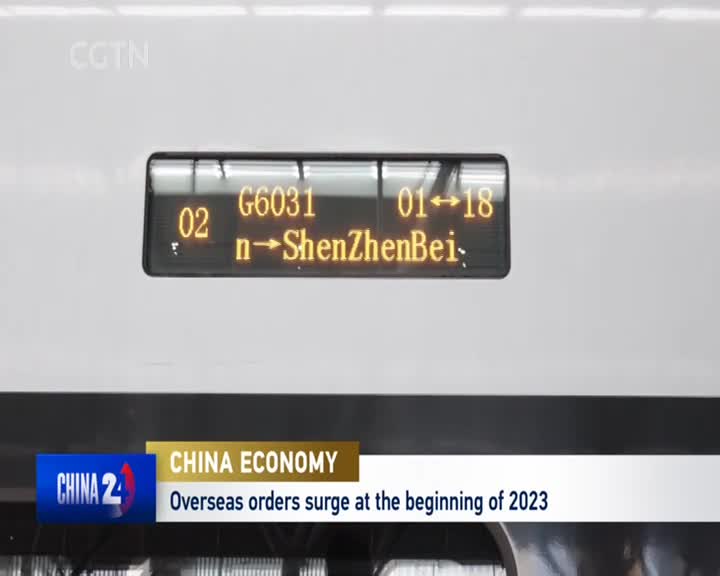 CGTN
02
G6031 01↔18
n→ShenZhenBei
CHINA ECONOMY
CHINA 24
Overseas orders surge at the beginning of 2023